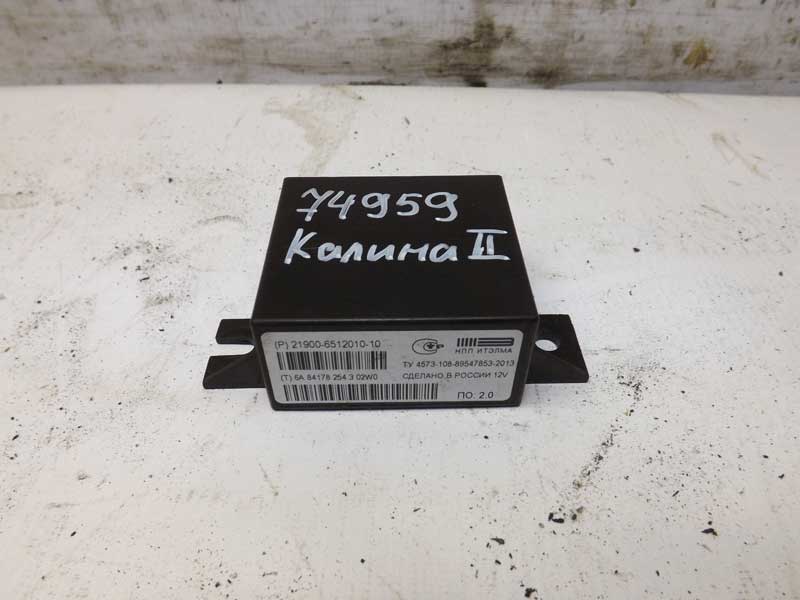 74959
Калина II
(P) 21900-6512010-10
(T) 6A 84178 254 3 02W0
НПП ИТЭЛМА
ТУ 4573-108-89547853-2013
СДЕЛАНО В РОССИИ 12V
ПО. 2.0